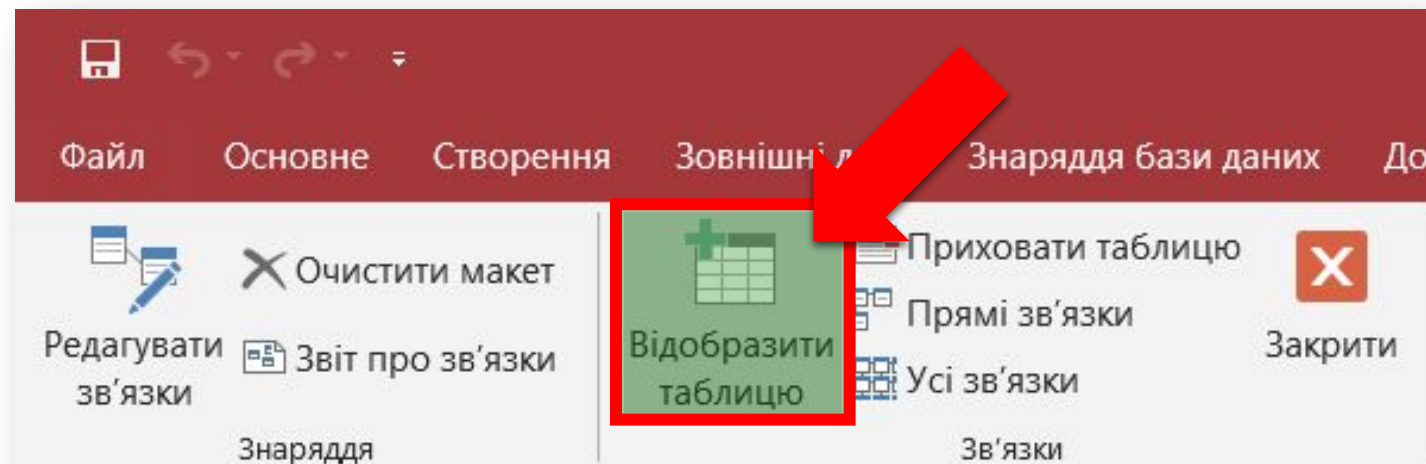 Файл Основне Створення Зовнішні Знаряддя бази даних До
Редагувати зв’язки
Очистити макет
Звіт про зв’язки
Знаряддя
Відобразити
таблицю
Приховати таблицю
Прямі зв’язки
Усі зв’язки
Закрити
Зв’язки